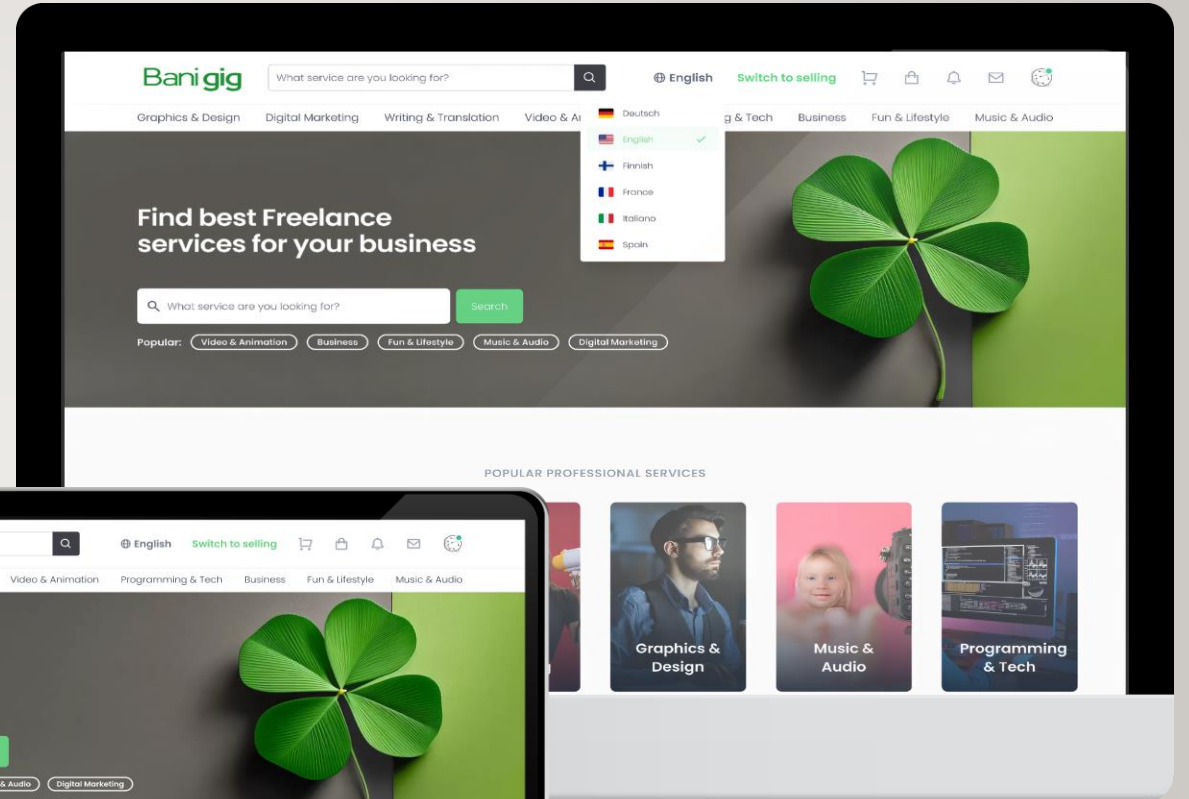 Bani gig
What service are you looking for?
English
Switch to selling
Graphics & Design
Digital Marketing
Writing & Translation
Video & A
g & Tech
Business
Fun & Lifestyle
Music & Audio
Deutsch
English
Finnish
France
Italiano
Spain
Find best Freelance
services for your business
What service are you looking for?
Search
Popular:
Video & Animation
Business
Fun & Lifestyle
Music & Audio
Digital Marketing
POPULAR PROFESSIONAL SERVICES
Graphics &
Design
Music &
Audio
Programming
& Tech
English
Switch to selling
Video & Animation
Programming & Tech
Business
Fun & Lifestyle
Music & Audio
& Audio
Digital Marketing